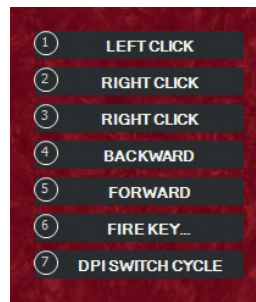 1 LEFT CLICK
2 RIGHT CLICK
3 RIGHT CLICK
4 BACKWARD
5 FORWARD
6 FIRE KEY...
7 DPI SWITCH CYCLE